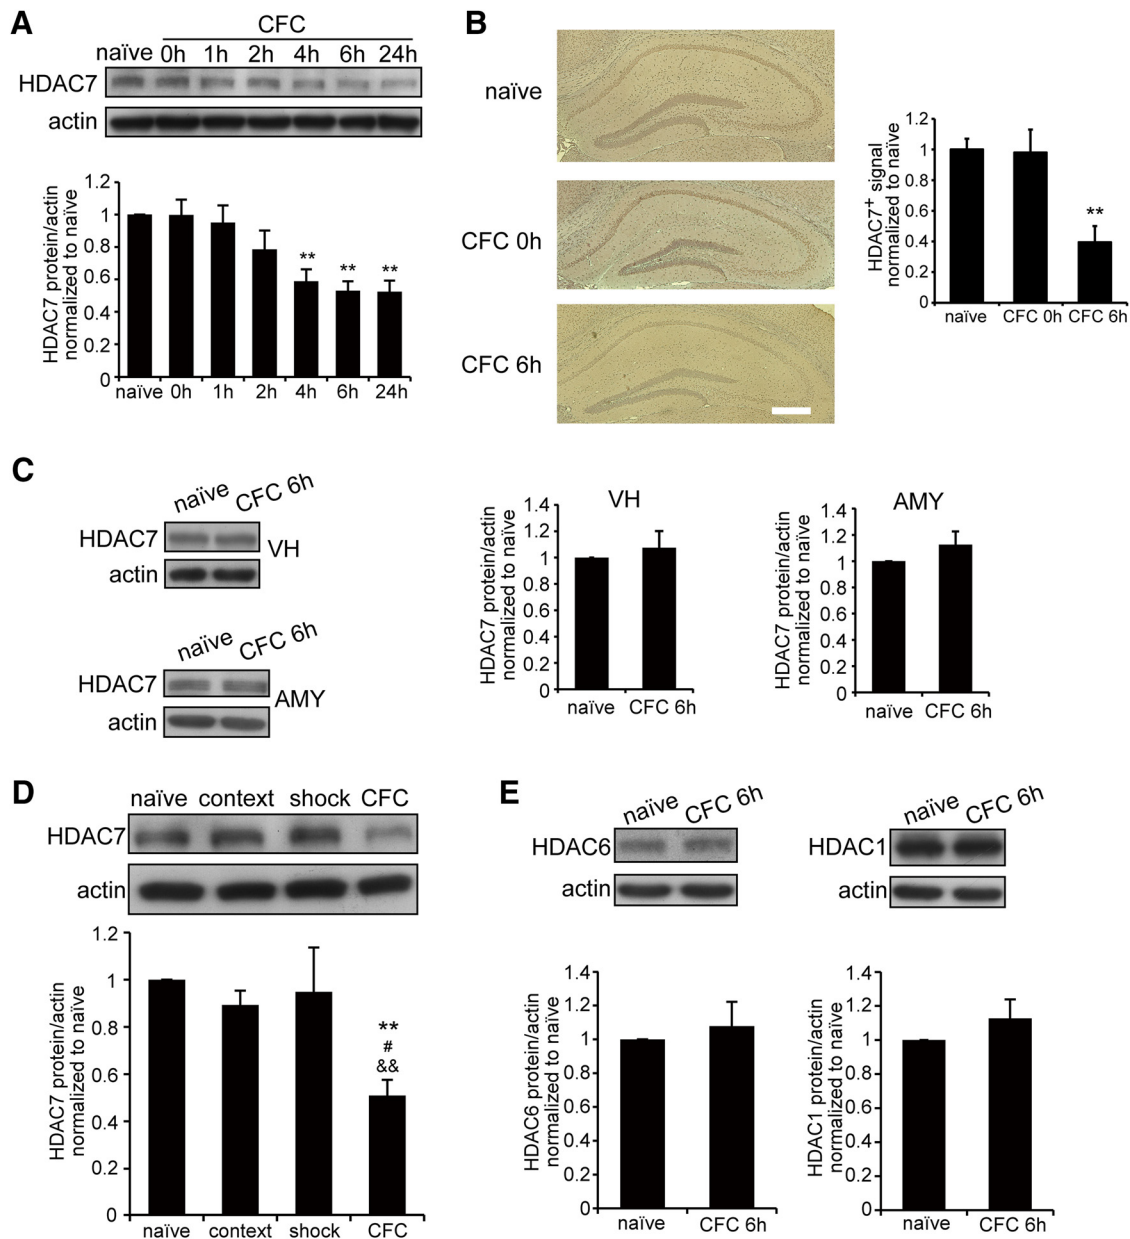 A
CFC
naïve 0h 1h 2h 4h 6h 24h
HDAC7
actin
HDAC7 protein/actin
normalized to naïve
1.2
1
0.8
0.6
0.4
0.2
0
** ** **
naïve 0h 1h 2h 4h 6h 24h
B
naïve
CFC 0h
CFC 6h
HDAC7+ signal
normalized to naïve
1.2
1
0.8
0.6
0.4
0.2
0
**
naïve CFC 0h CFC 6h
C
naïve CFC 6h
HDAC7
actin
VH
naïve CFC 6h
HDAC7
actin
AMY
VH
HDAC7 protein/actin
normalized to naïve
1.4
1.2
1
0.8
0.6
0.4
0.2
0
naïve CFC 6h
AMY
HDAC7 protein/actin
normalized to naïve
1.4
1.2
1
0.8
0.6
0.4
0.2
0
naïve CFC 6h
D
naïve context shock CFC
HDAC7
actin
HDAC7 protein/actin
normalized to naïve
1.2
1
0.8
0.6
0.4
0.2
0
**
#
&&
naïve context shock CFC
E
naïve CFC 6h
HDAC6
actin
HDAC6 protein/actin
normalized to naïve
1.4
1.2
1
0.8
0.6
0.4
0.2
0
naïve CFC 6h
naïve CFC 6h
HDAC1
actin
HDAC1 protein/actin
normalized to naïve
1.4
1.2
1
0.8
0.6
0.4
0.2
0
naïve CFC 6h